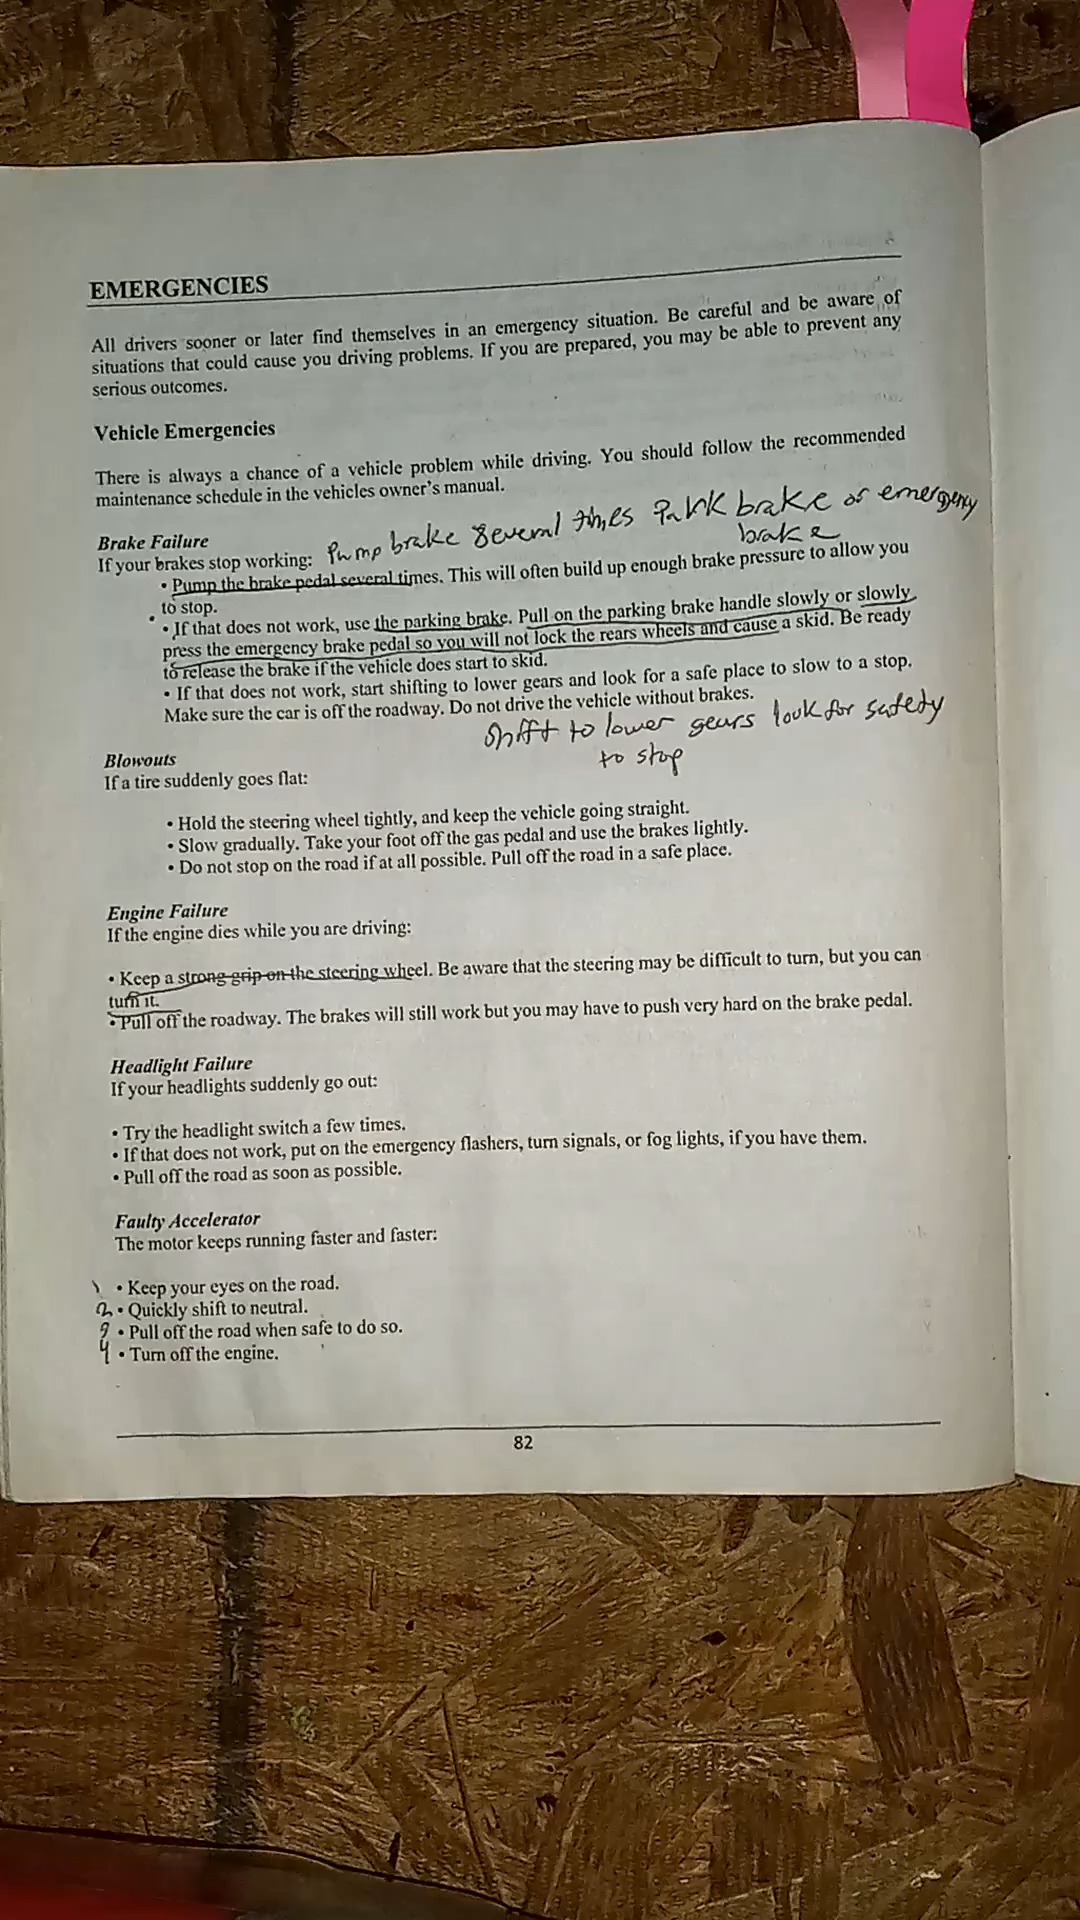 EMERGENCIES
All drivers sooner or later find themselves in an emergency situation. Be careful and be aware of
situations that could cause you driving problems. If you are prepared, you may be able to prevent any
serious outcomes.
Vehicle Emergencies
There is always a chance of a vehicle problem while driving. You should follow the recommended
maintenance schedule in the vehicles owner's manual.
Brake Failure
Pump brake several times Park brake or emergency
brake
If your brakes stop working:
• Pump the brake pedal several times. This will often build up enough brake pressure to allow you
to stop.
• If that does not work, use the parking brake. Pull on the parking brake handle slowly or slowly
press the emergency brake pedal so you will not lock the rears wheels and cause a skid. Be ready
to release the brake if the vehicle does start to skid.
• If that does not work, start shifting to lower gears and look for a safe place to slow to a stop.
Make sure the car is off the roadway. Do not drive the vehicle without brakes.
Shift to lower gears look for safety
to stop
Blowouts
If a tire suddenly goes flat:
• Hold the steering wheel tightly, and keep the vehicle going straight.
• Slow gradually. Take your foot off the gas pedal and use the brakes lightly.
• Do not stop on the road if at all possible. Pull off the road in a safe place.
Engine Failure
If the engine dies while you are driving:
• Keep a strong grip on the steering wheel. Be aware that the steering may be difficult to turn, but you can
turn it.
• Pull off the roadway. The brakes will still work but you may have to push very hard on the brake pedal.
Headlight Failure
If your headlights suddenly go out:
• Try the headlight switch a few times.
• If that does not work, put on the emergency flashers, turn signals, or fog lights, if you have them.
• Pull off the road as soon as possible.
Faulty Accelerator
The motor keeps running faster and faster:
1 • Keep your eyes on the road.
2 • Quickly shift to neutral.
3 • Pull off the road when safe to do so.
4 • Turn off the engine.
82